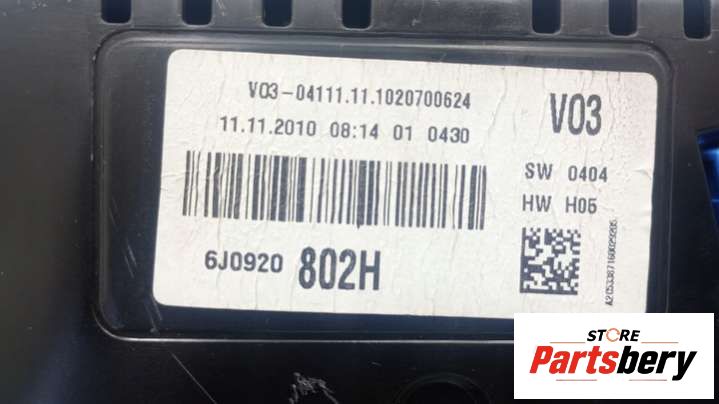 V03-04111.11.1020700624
11.11.2010 08:14 01 0430
V03
SW 0404
HW H05
6J0920 802H
STORE
Partsbery